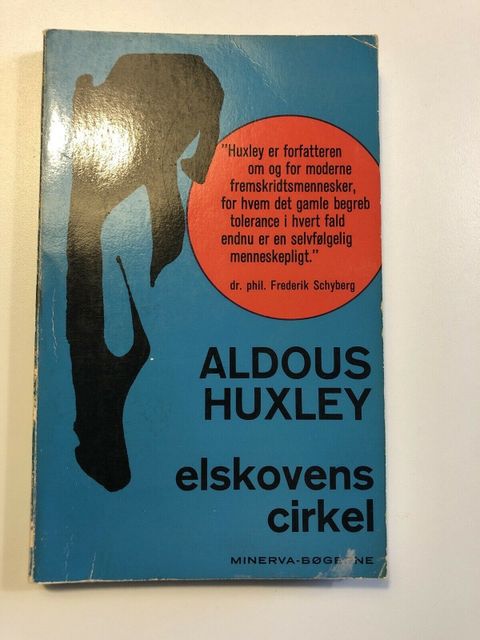 "Huxley er forfatteren
om og for moderne
fremskridtsmennesker,
for hvem det gamle begreb
tolerance i hvert fald
endnu er en selvfølgelig
menneskepligt."
dr. phil. Frederik Schyberg
ALDOUS
HUXLEY
elskovens
cirkel
MINERVA-BØGERNE